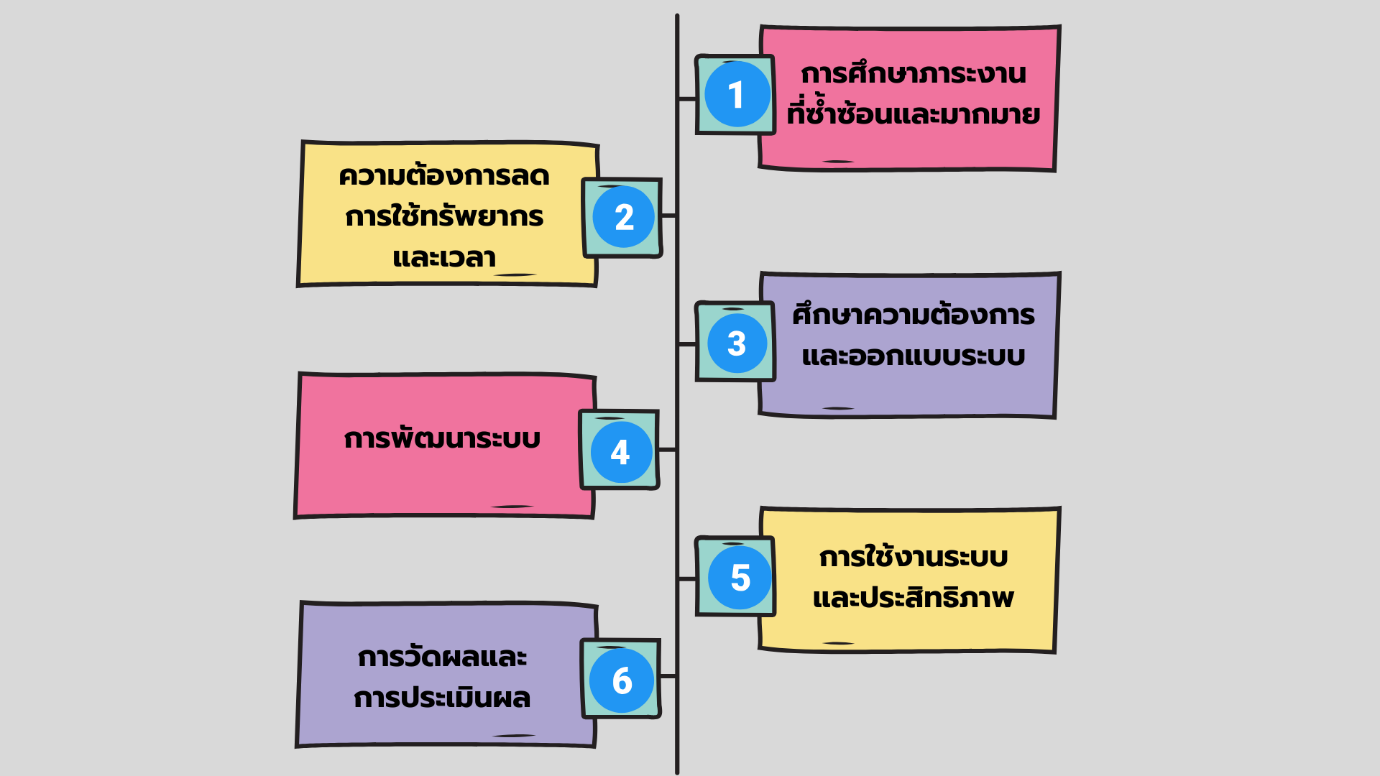 1
การศึกษาภาระงาน
ที่ซ้ำซ้อนและมากมาย
2
ความต้องการลด
การใช้ทรัพยากร
และเวลา
3
ศึกษาความต้องการ
และออกแบบระบบ
4
การพัฒนาระบบ
5
การใช้งานระบบ
และประสิทธิภาพ
6
การวัดผลและ
การประเมินผล